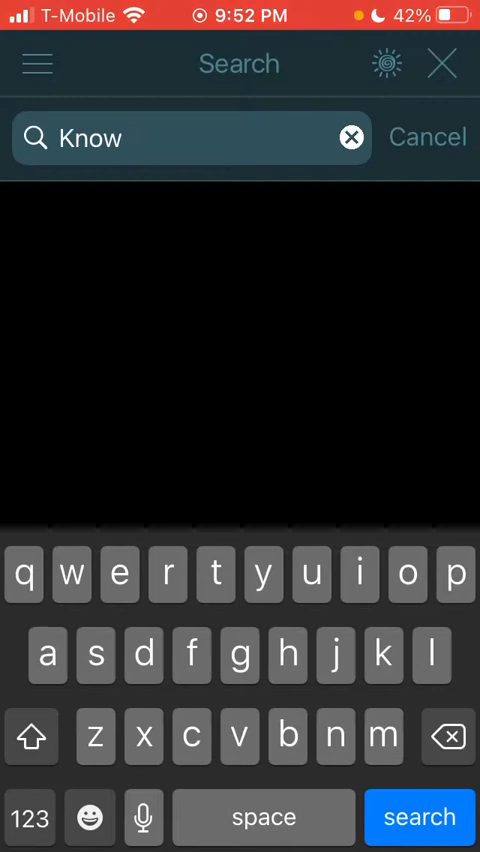 T-Mobile 9:52 PM 42%
Search
Know Cancel
q w e r t y u i o p
a s d f g h j k l
z x c v b n m
123 space search